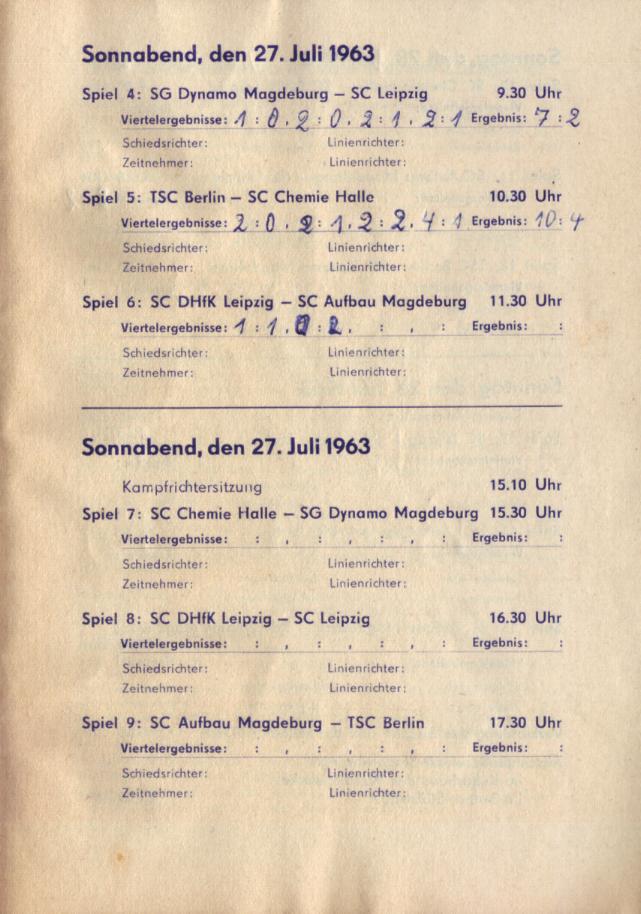 Sonnabend, den 27. Juli 1963
Spiel 4: SG Dynamo Magdeburg – SC Leipzig 9.30 Uhr
Viertelergebnisse: 1 : 0 , 2 : 0 , 2 : 1 , 2 : 1 Ergebnis: 7 : 2
Schiedsrichter: Linienrichter:
Zeitnehmer: Linienrichter:
Spiel 5: TSC Berlin – SC Chemie Halle 10.30 Uhr
Viertelergebnisse: 2 : 0 , 2 : 1 , 2 : 2 , 4 : 1 Ergebnis: 10 : 4
Schiedsrichter: Linienrichter:
Zeitnehmer: Linienrichter:
Spiel 6: SC DHfK Leipzig – SC Aufbau Magdeburg 11.30 Uhr
Viertelergebnisse: 1 : 1 , 0 : 2 , : , : Ergebnis: :
Schiedsrichter: Linienrichter:
Zeitnehmer: Linienrichter:
Sonnabend, den 27. Juli 1963
Kampfrichtersitzung 15.10 Uhr
Spiel 7: SC Chemie Halle – SG Dynamo Magdeburg 15.30 Uhr
Viertelergebnisse: : , : , : , : Ergebnis: :
Schiedsrichter: Linienrichter:
Zeitnehmer: Linienrichter:
Spiel 8: SC DHfK Leipzig – SC Leipzig 16.30 Uhr
Viertelergebnisse: : , : , : , : Ergebnis: :
Schiedsrichter: Linienrichter:
Zeitnehmer: Linienrichter:
Spiel 9: SC Aufbau Magdeburg – TSC Berlin 17.30 Uhr
Viertelergebnisse: : , : , : , : Ergebnis: :
Schiedsrichter: Linienrichter:
Zeitnehmer: Linienrichter: